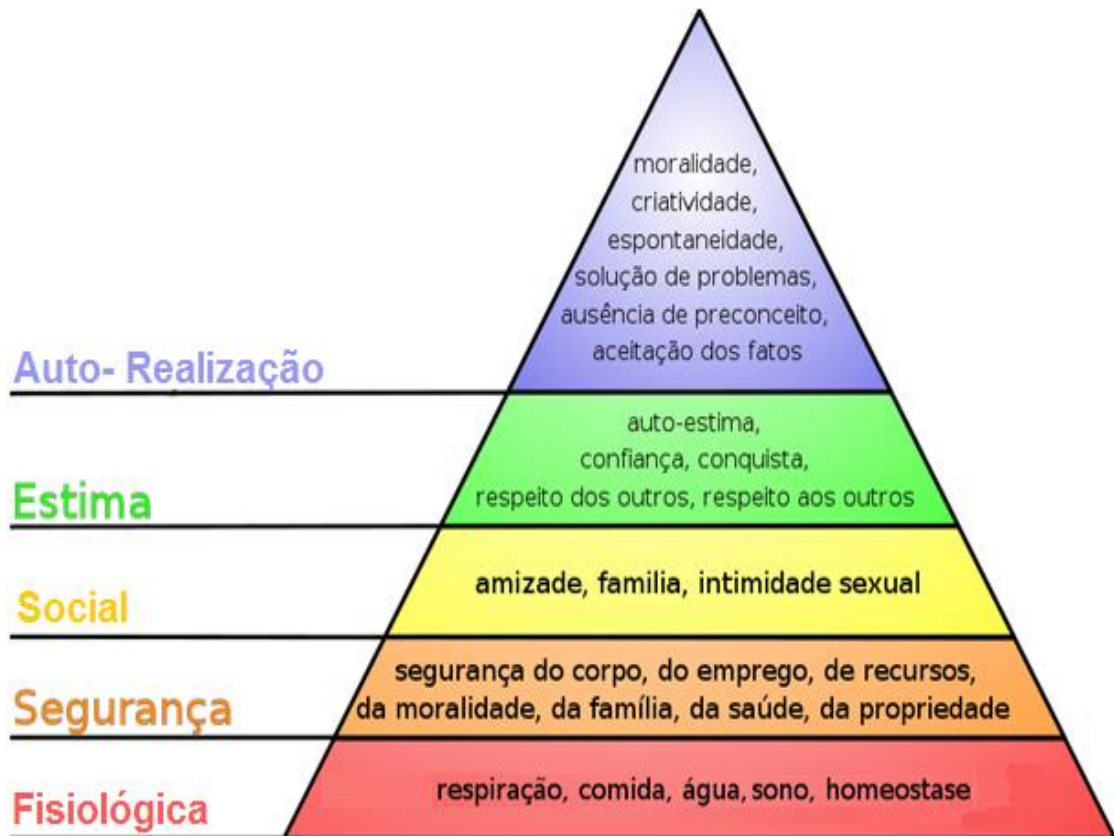 moralidade,
criatividade,
espontaneidade,
solução de problemas,
ausência de preconceito,
aceitação dos fatos
Auto- Realização
auto-estima,
confiança, conquista,
respeito dos outros, respeito aos outros
Estima
amizade, familia, intimidade sexual
Social
segurança do corpo, do emprego, de recursos,
da moralidade, da família, da saúde, da propriedade
Segurança
respiração, comida, água, sono, homeostase
Fisiológica